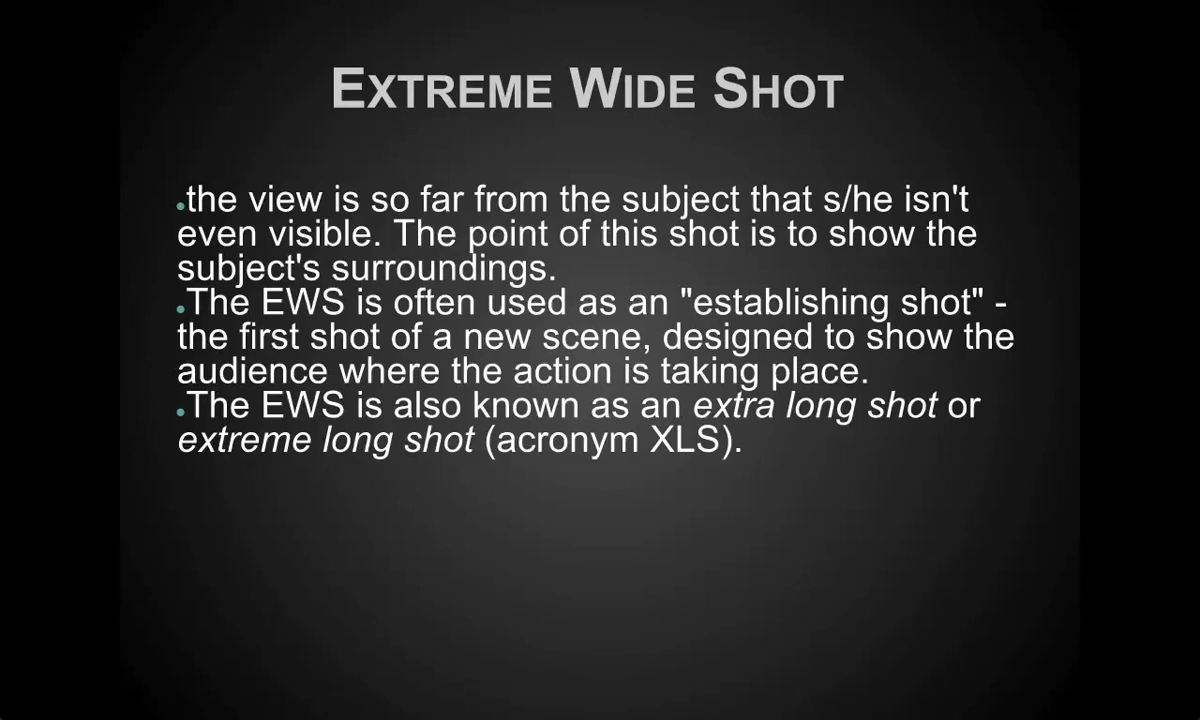 EXTREME WIDE SHOT
•the view is so far from the subject that s/he isn't
even visible. The point of this shot is to show the
subject's surroundings.
•The EWS is often used as an "establishing shot" -
the first shot of a new scene, designed to show the
audience where the action is taking place.
•The EWS is also known as an extra long shot or
extreme long shot (acronym XLS).